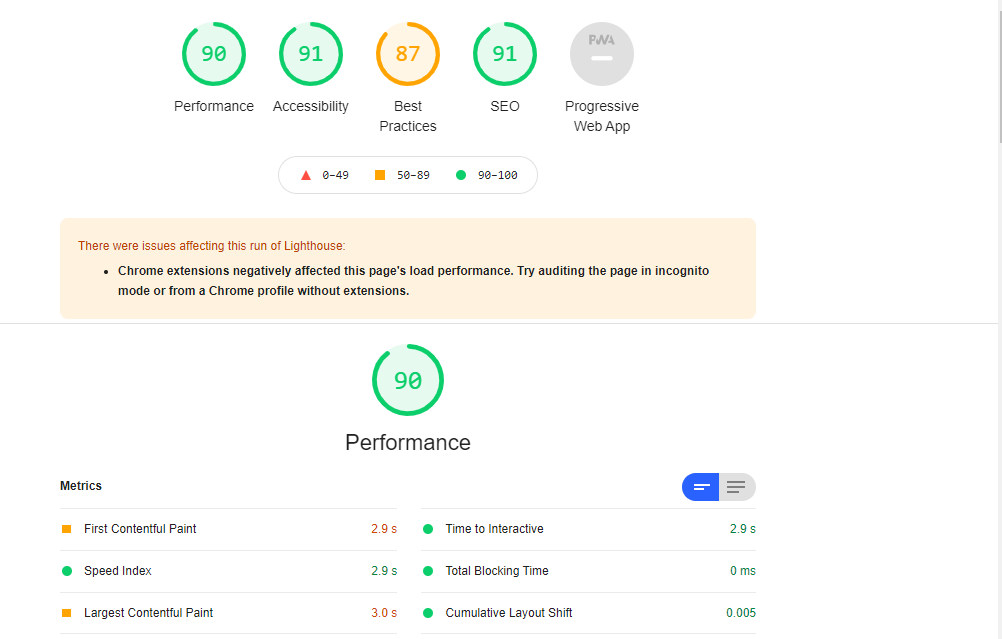 90 91 87 91 PWA
Performance Accessibility Best SEO Progressive
Practices Web App
0–49 50–89 90–100
There were issues affecting this run of Lighthouse:
• Chrome extensions negatively affected this page's load performance. Try auditing the page in incognito
mode or from a Chrome profile without extensions.
90
Performance
Metrics
First Contentful Paint 2.9 s Time to Interactive 2.9 s
Speed Index 2.9 s Total Blocking Time 0 ms
Largest Contentful Paint 3.0 s Cumulative Layout Shift 0.005